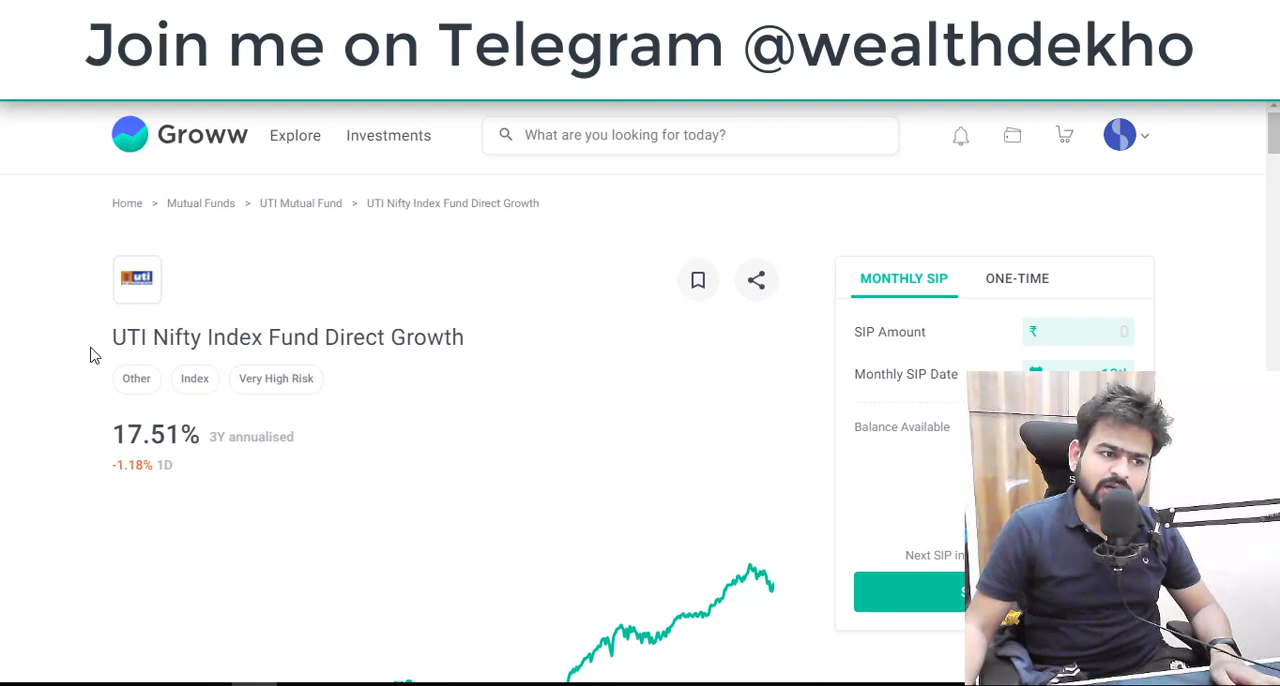 Join me on Telegram @wealthdekho
Groww Explore Investments What are you looking for today?
Home > Mutual Funds > UTI Mutual Fund > UTI Nifty Index Fund Direct Growth
uti
MONTHLY SIP ONE-TIME
UTI Nifty Index Fund Direct Growth
SIP Amount ₹ 0
Other Index Very High Risk
Monthly SIP Date
17.51% 3Y annualised
Balance Available
-1.18% 1D
Next SIP in